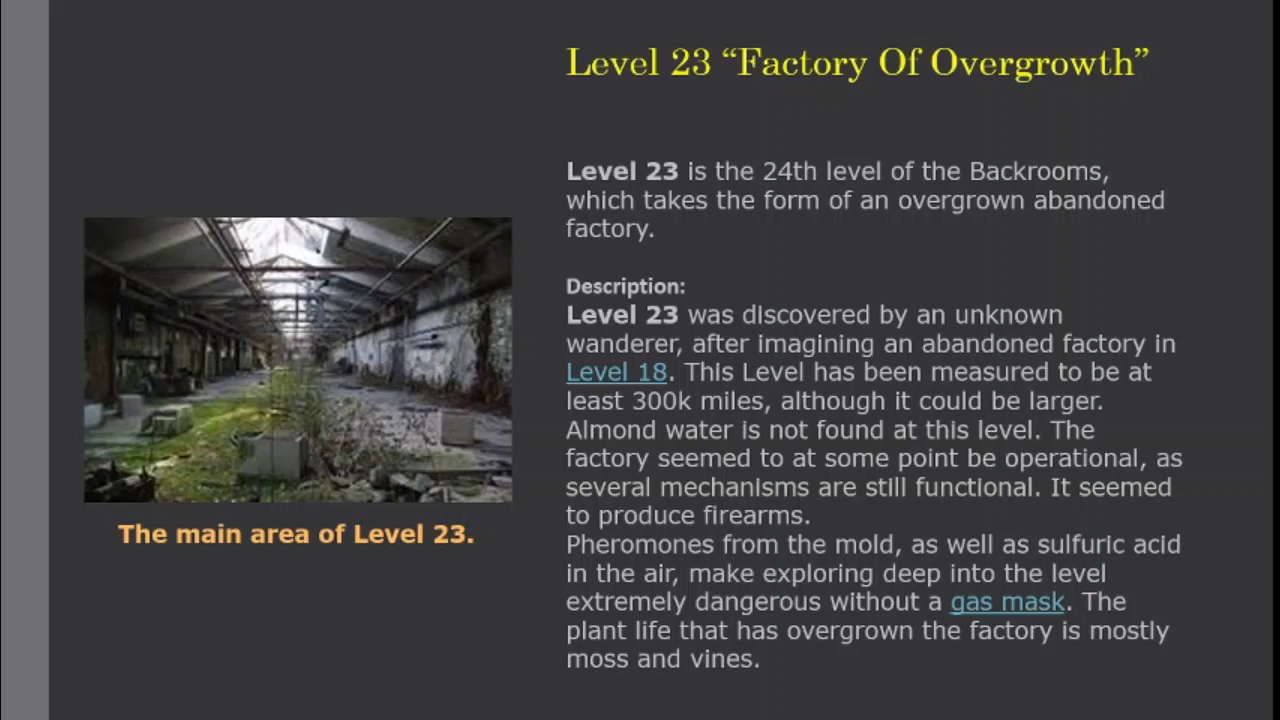 Level 23 “Factory Of Overgrowth”
Level 23 is the 24th level of the Backrooms,
which takes the form of an overgrown abandoned
factory.
Description:
Level 23 was discovered by an unknown
wanderer, after imagining an abandoned factory in
Level 18. This Level has been measured to be at
least 300k miles, although it could be larger.
Almond water is not found at this level. The
factory seemed to at some point be operational, as
several mechanisms are still functional. It seemed
to produce firearms.
Pheromones from the mold, as well as sulfuric acid
in the air, make exploring deep into the level
extremely dangerous without a gas mask. The
plant life that has overgrown the factory is mostly
moss and vines.
The main area of Level 23.